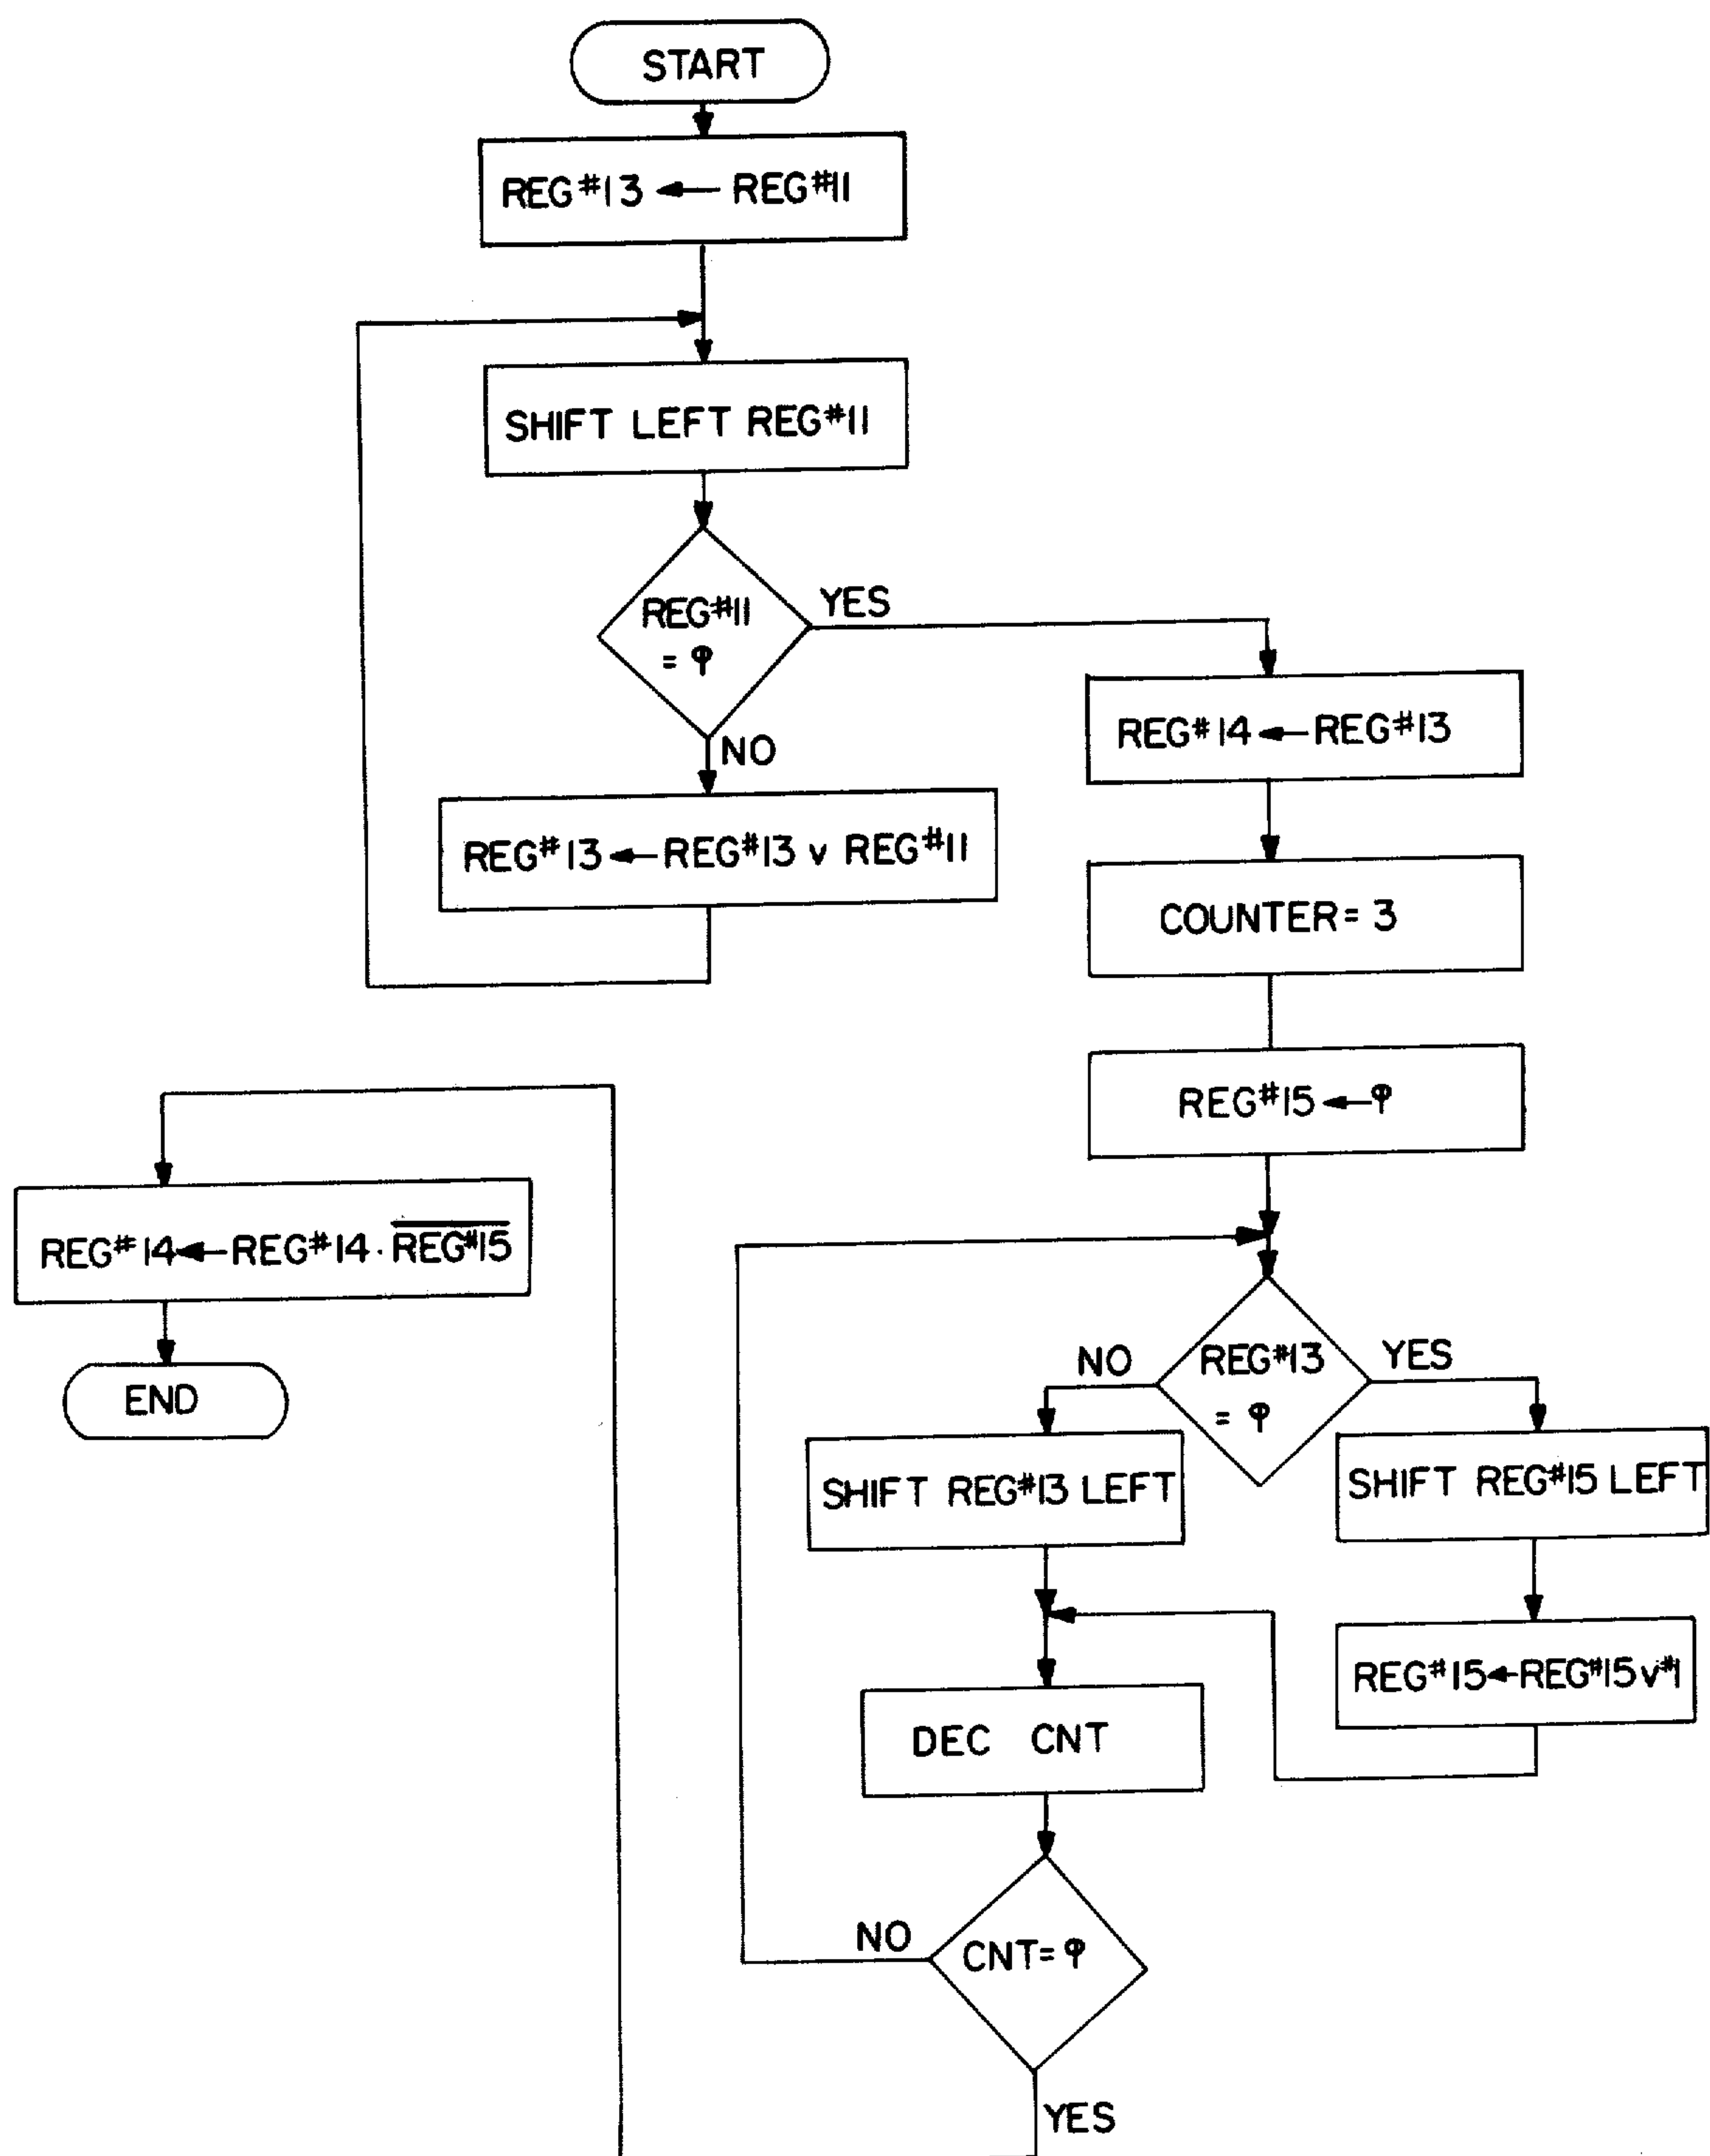 START
REG#13 ← REG#11
SHIFT LEFT REG#11
REG#11
= φ
YES
NO
REG#13 ← REG#13 v REG#11
REG#14 ← REG#13
COUNTER = 3
REG#15 ← φ
REG#13
= φ
NO
YES
SHIFT REG#13 LEFT
SHIFT REG#15 LEFT
REG#15 ← REG#15 v #1
DEC CNT
CNT = φ
NO
YES
REG#14 ← REG#14 · R̅E̅G̅#̅1̅5̅
END